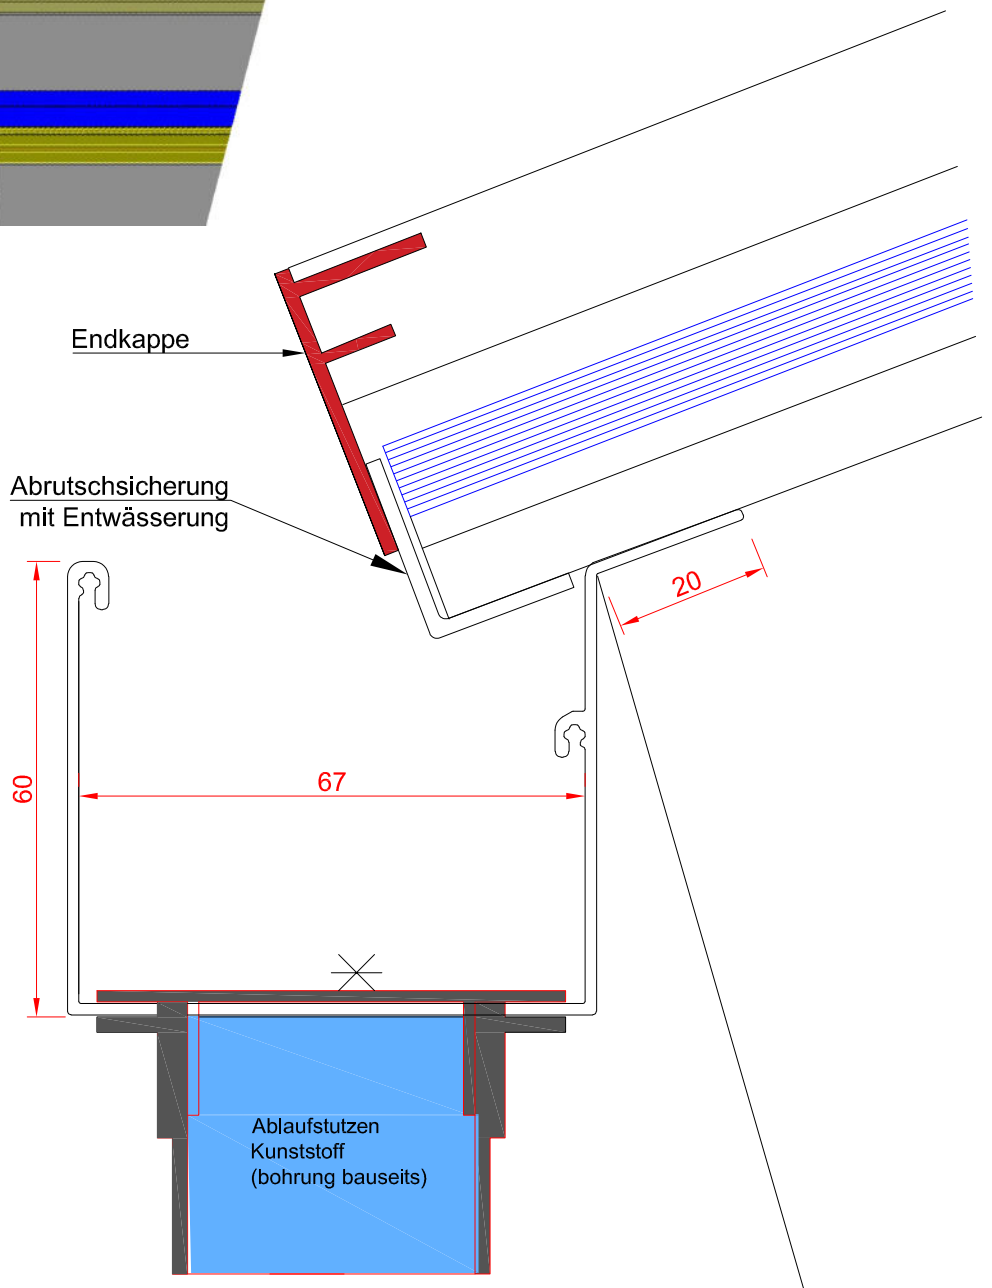 Endkappe
Abrutschsicherung
mit Entwässerung
20
67
60
Ablaufstutzen
Kunststoff
(bohrung bauseits)